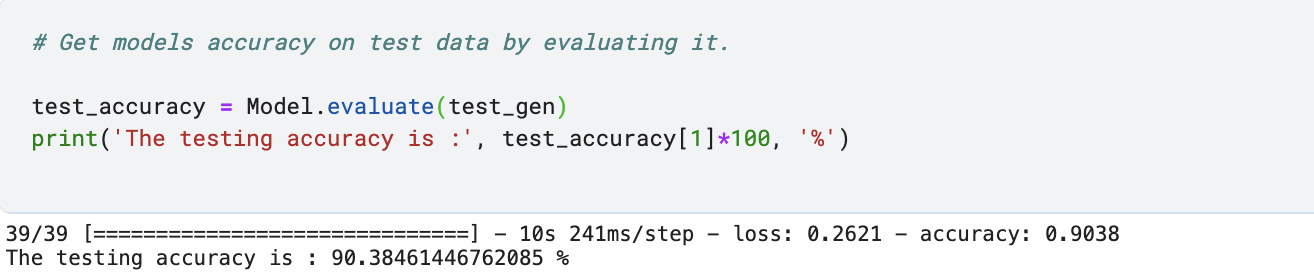 # Get models accuracy on test data by evaluating it.
test_accuracy = Model.evaluate(test_gen)
print('The testing accuracy is :', test_accuracy[1]*100, '%')
39/39 [==============================] - 10s 241ms/step - loss: 0.2621 - accuracy: 0.9038
The testing accuracy is : 90.38461446762085 %